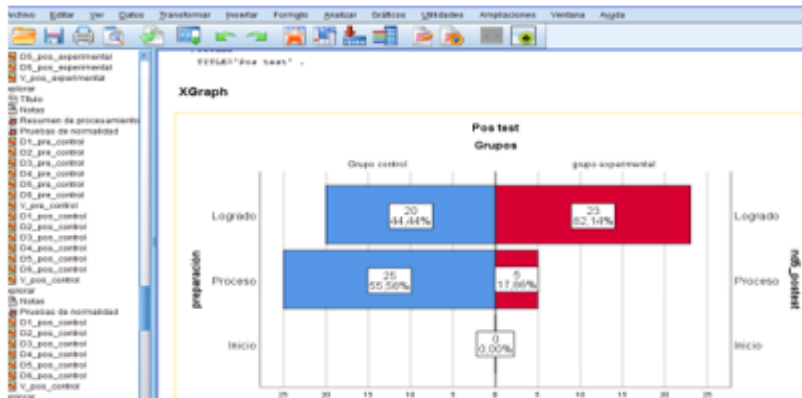 Archivo Editar Ver Datos Transformar Insertar Formato Analizar Gráficos Utilidades Ampliaciones Ventana Ayuda
D5_pos_experimental
D6_pos_experimental
V_pos_experimental
explorar
Título
Notas
Resumen de procesamiento
Pruebas de normalidad
D1_pre_control
D2_pre_control
D3_pre_control
D4_pre_control
D5_pre_control
D6_pre_control
V_pre_control
D1_pos_control
D2_pos_control
D3_pos_control
D4_pos_control
D5_pos_control
D6_pos_control
V_pos_control
explorar
Notas
Pruebas de normalidad
D1_pos_control
D2_pos_control
D3_pos_control
D4_pos_control
D5_pos_control
D6_pos_control
V_pos_control
explorar
TITLE='Pos test' .
XGraph
Pos test
Grupos
Grupo control grupo experimental
Logrado 20 23 Logrado
44,44% 82,14%
Proceso 25 5 Proceso
55,56% 17,86%
Inicio 0 Inicio
0,00%
preparación
nd6_postest
25 20 15 10 5 0 5 10 15 20 25